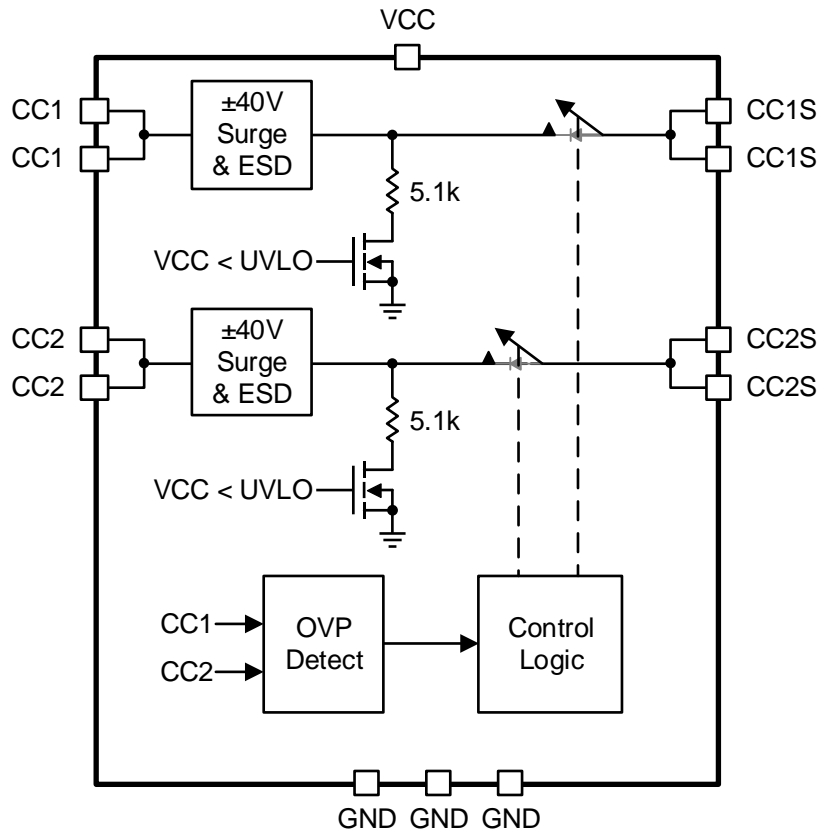 VCC
CC1
CC1
±40V
Surge
& ESD
CC1S
CC1S
5.1k
VCC < UVLO
CC2
CC2
±40V
Surge
& ESD
CC2S
CC2S
5.1k
VCC < UVLO
CC1
CC2
OVP
Detect
Control
Logic
GND GND GND